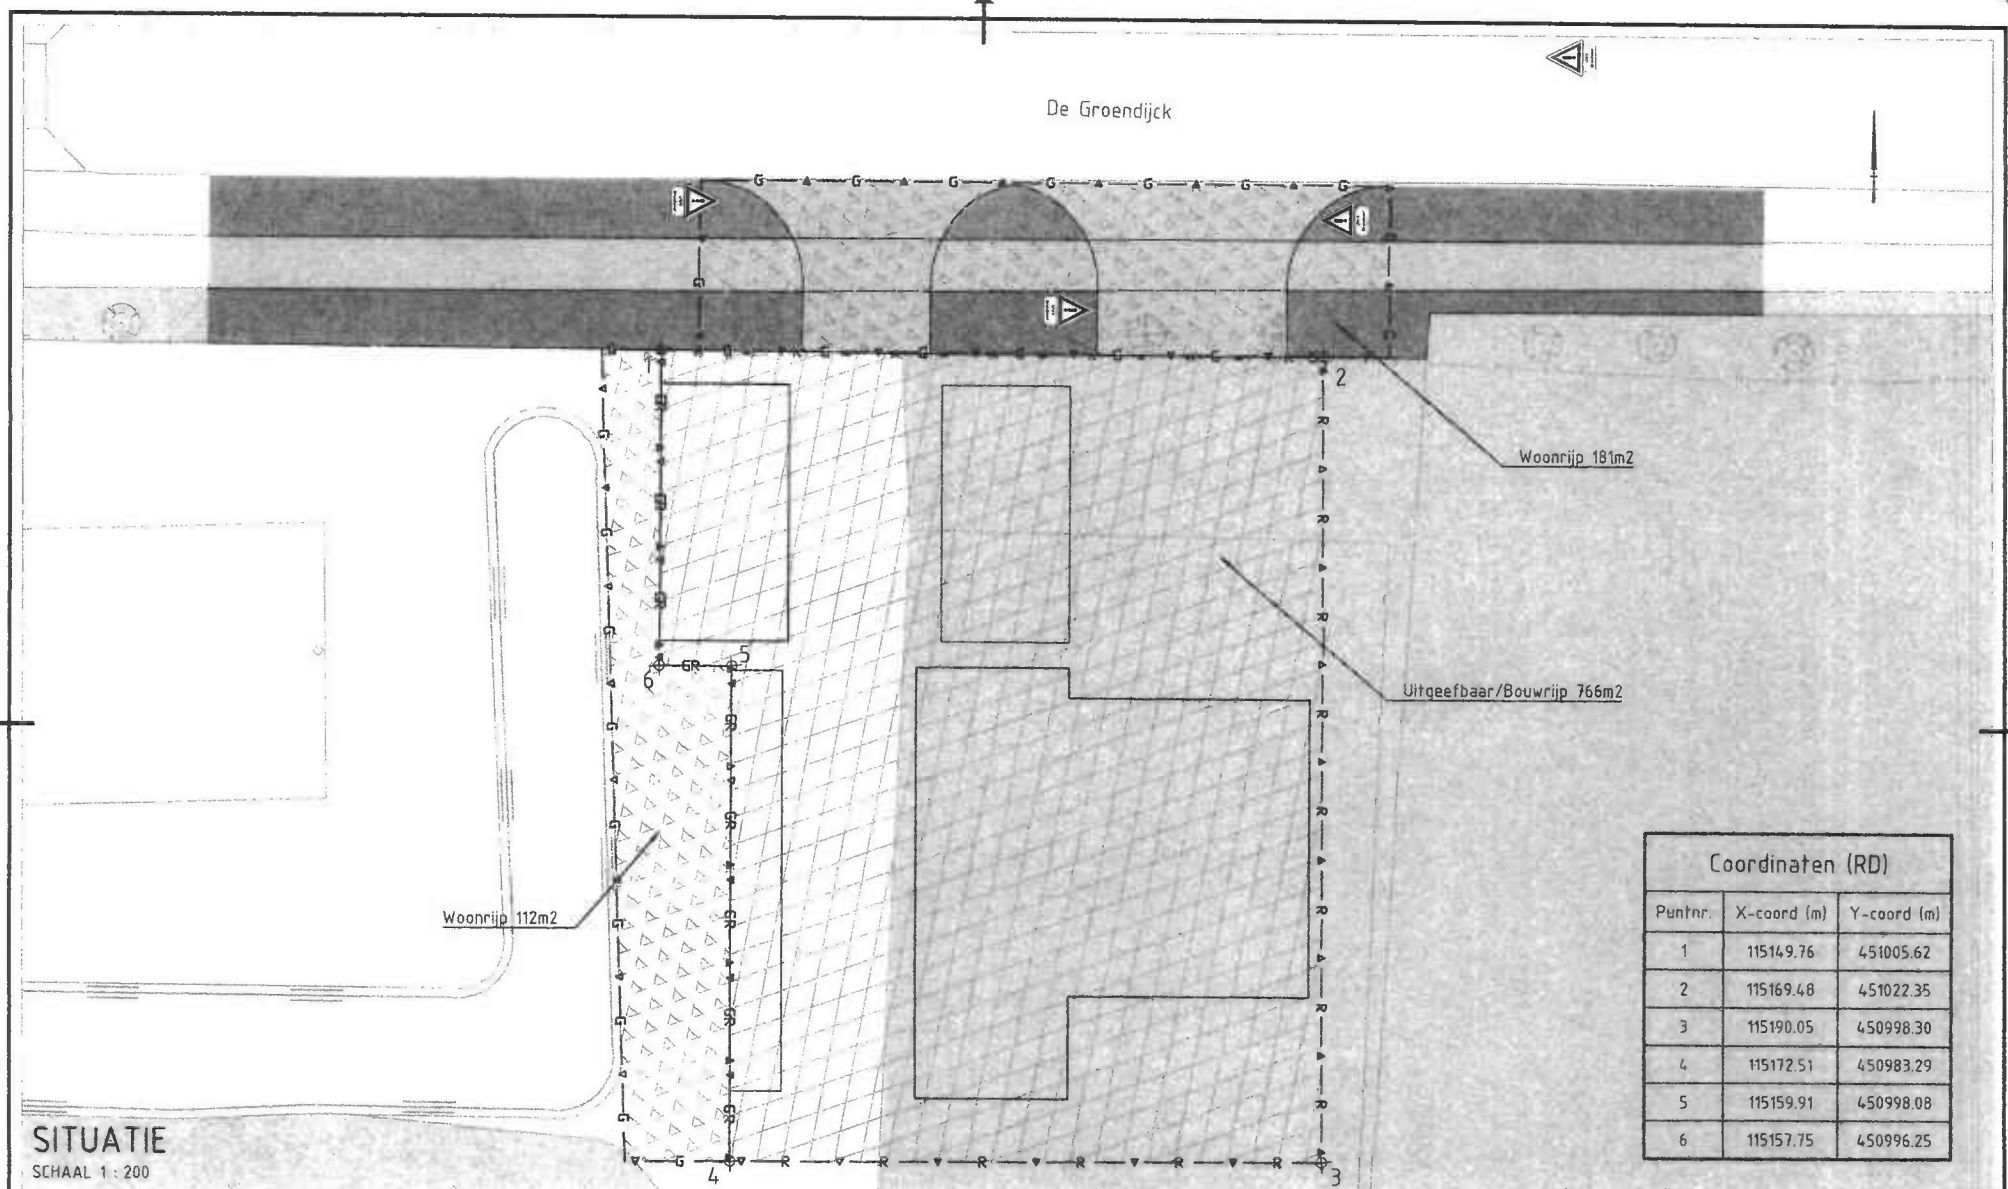 De Groendijck
2
Woonrijp 181m2
5
6
Uitgeefbaar/Bouwrijp 766m2
Woonrijp 112m2
Coordinaten (RD)
Puntnr. X-coord (m) Y-coord (m)
1 115149.76 451005.62
2 115169.48 451022.35
3 115190.05 450998.30
4 115172.51 450983.29
5 115159.91 450998.08
6 115157.75 450996.25
SITUATIE
SCHAAL 1 : 200
4
3